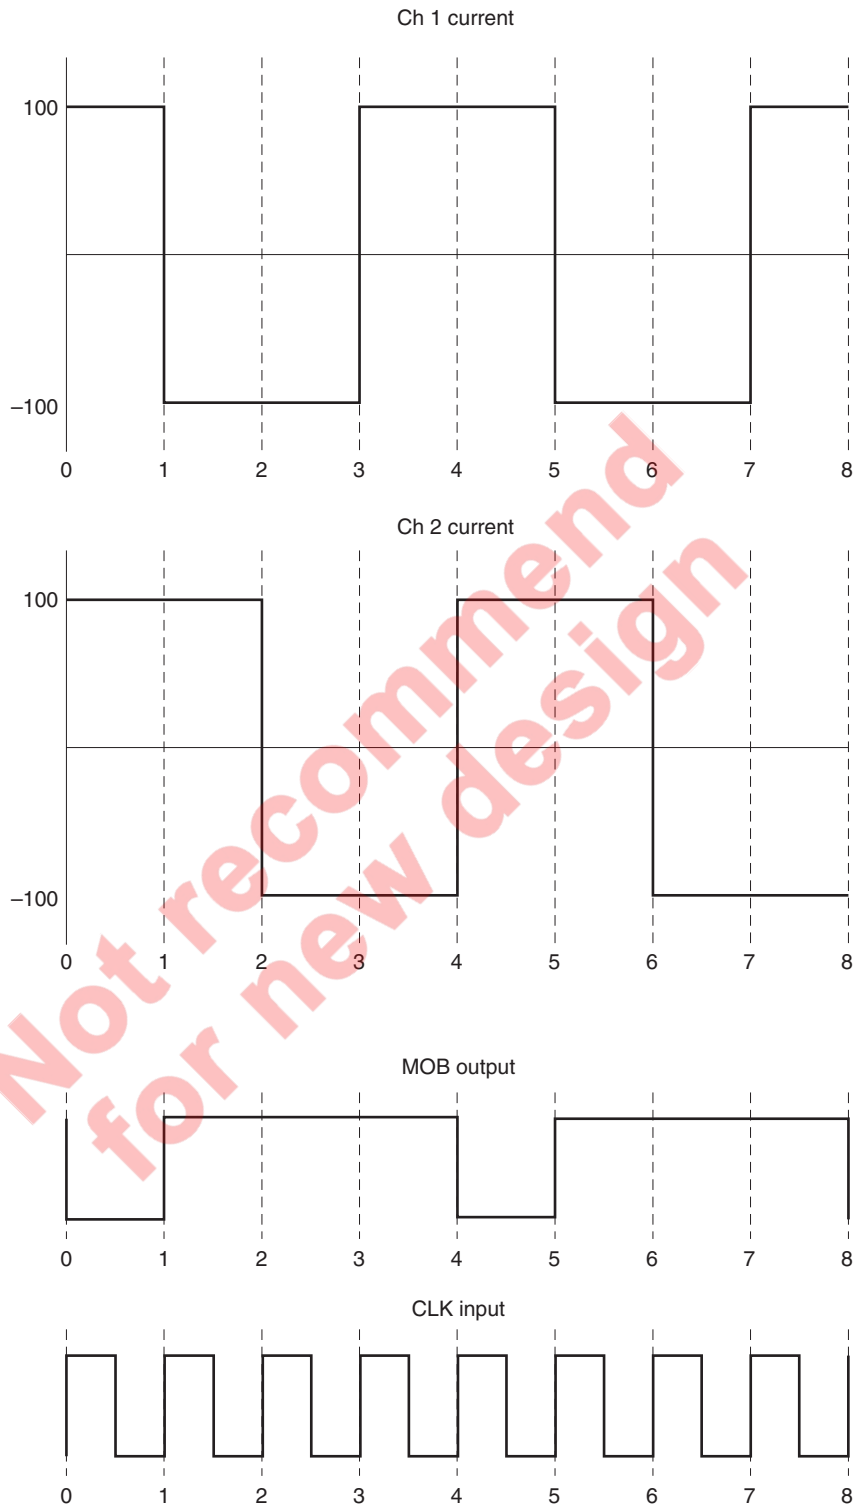 Ch 1 current
100
–100
0 1 2 3 4 5 6 7 8
Ch 2 current
100
–100
0 1 2 3 4 5 6 7 8
Not recommend
for new design
MOB output
0 1 2 3 4 5 6 7 8
CLK input
0 1 2 3 4 5 6 7 8